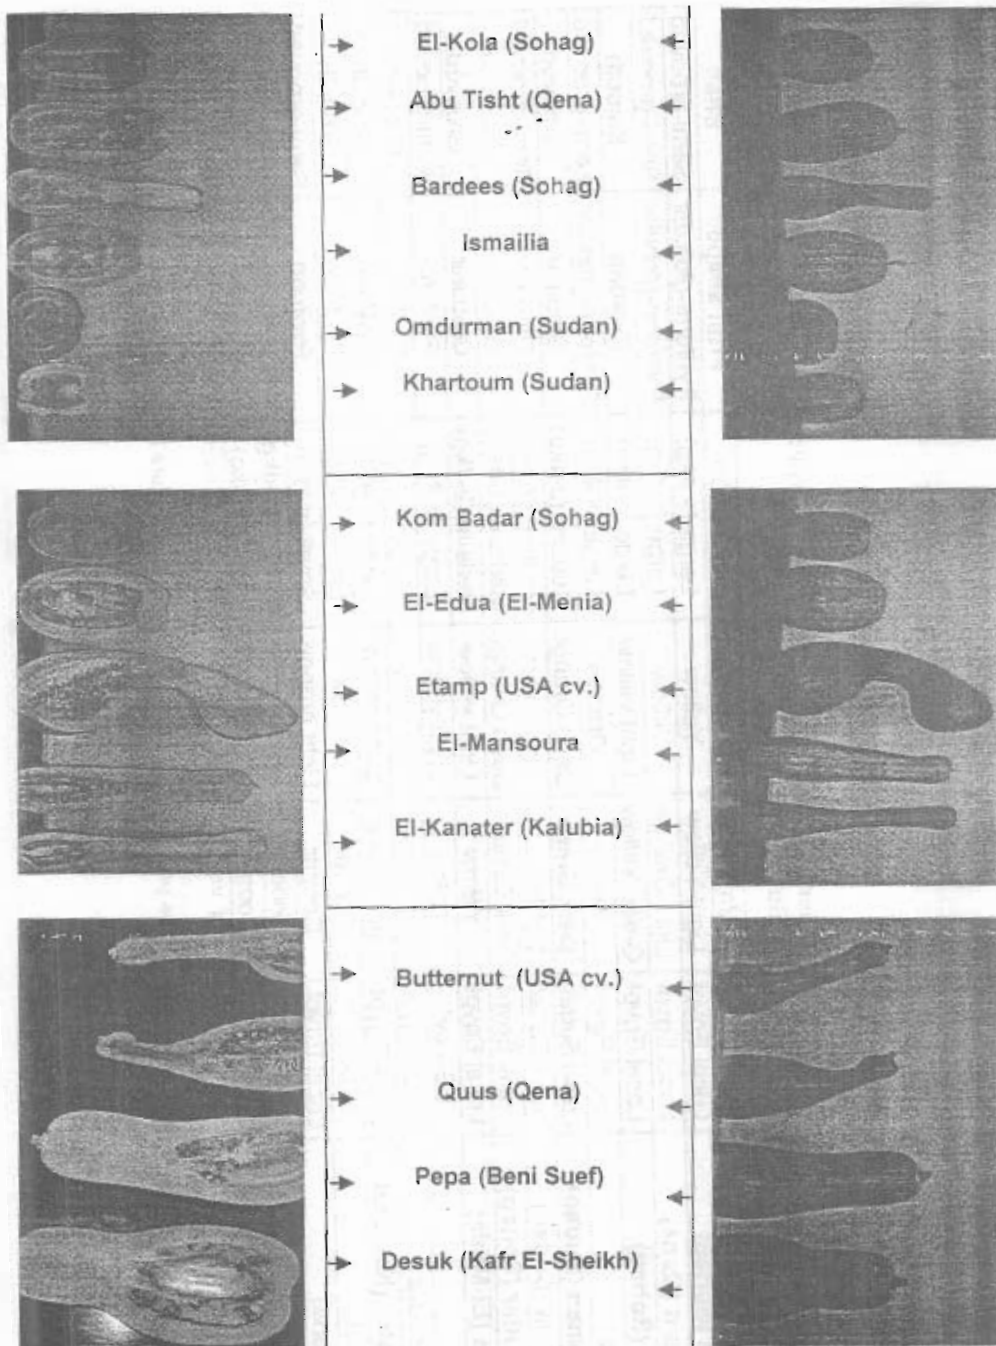 El-Kola (Sohag)
Abu Tisht (Qena)
Bardees (Sohag)
Ismailia
Omdurman (Sudan)
Khartoum (Sudan)
Kom Badar (Sohag)
El-Edua (El-Menia)
Etamp (USA cv.)
El-Mansoura
El-Kanater (Kalubia)
Butternut (USA cv.)
Quus (Qena)
Pepa (Beni Suef)
Desuk (Kafr El-Sheikh)